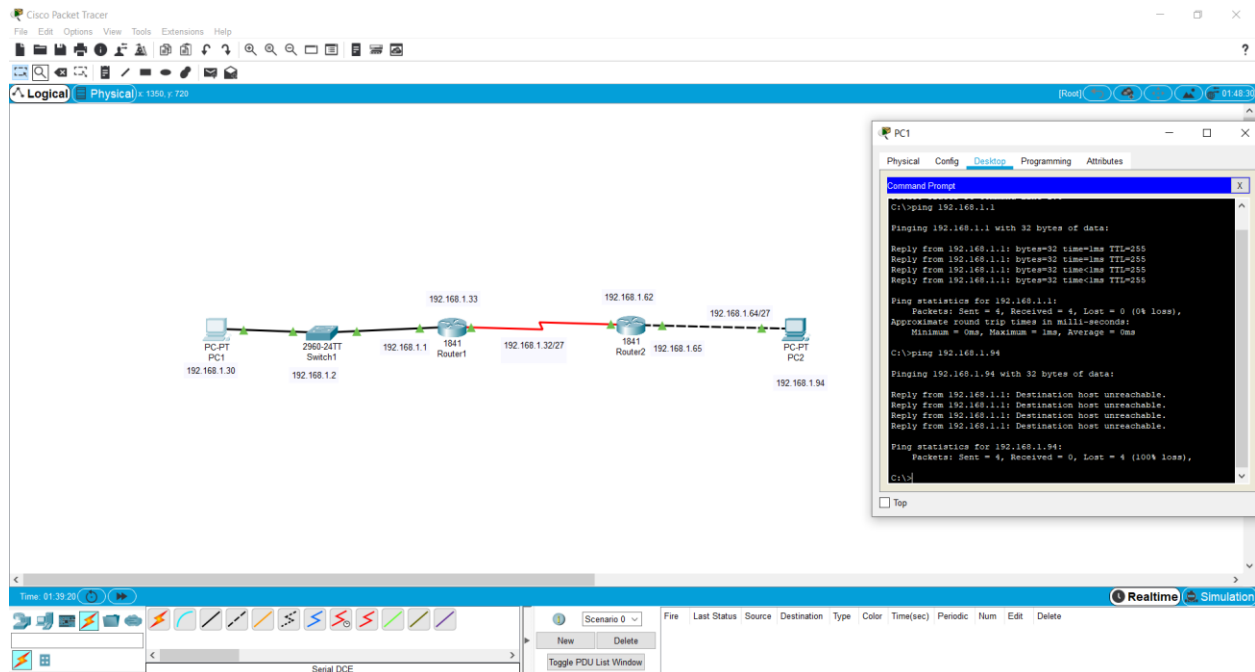 Cisco Packet Tracer
File Edit Options View Tools Extensions Help
?
Logical Physical x: 1350, y: 720
[Root] 01:48:30
PC1
Physical Config Desktop Programming Attributes
Command Prompt X
C:\>ping 192.168.1.1
Pinging 192.168.1.1 with 32 bytes of data:
Reply from 192.168.1.1: bytes=32 time=1ms TTL=255
Reply from 192.168.1.1: bytes=32 time=1ms TTL=255
Reply from 192.168.1.1: bytes=32 time<1ms TTL=255
Reply from 192.168.1.1: bytes=32 time<1ms TTL=255
Ping statistics for 192.168.1.1:
Packets: Sent = 4, Received = 4, Lost = 0 (0% loss),
Approximate round trip times in milli-seconds:
Minimum = 0ms, Maximum = 1ms, Average = 0ms
C:\>ping 192.168.1.94
Pinging 192.168.1.94 with 32 bytes of data:
Reply from 192.168.1.1: Destination host unreachable.
Reply from 192.168.1.1: Destination host unreachable.
Reply from 192.168.1.1: Destination host unreachable.
Reply from 192.168.1.1: Destination host unreachable.
Ping statistics for 192.168.1.94:
Packets: Sent = 4, Received = 0, Lost = 4 (100% loss),
C:\>
Top
192.168.1.33
192.168.1.62
192.168.1.64/27
PC-PT
PC1
192.168.1.30
2960-24TT
Switch1
192.168.1.2
192.168.1.1
1841
Router1
192.168.1.32/27
1841
Router2
192.168.1.65
PC-PT
PC2
192.168.1.94
Time: 01:39:20
Realtime Simulation
Scenario 0
New Delete
Toggle PDU List Window
Fire Last Status Source Destination Type Color Time(sec) Periodic Num Edit Delete
Serial DCE